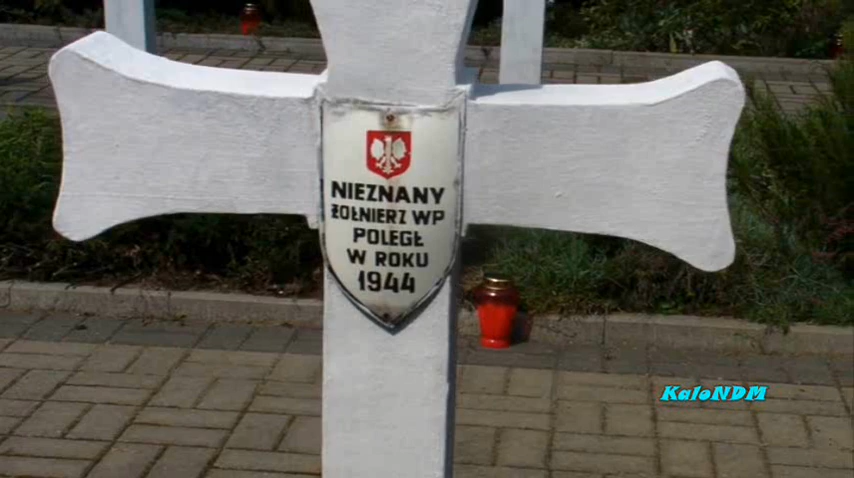 NIEZNANY
ŻOŁNIERZ WP
POLEGŁ
W ROKU
1944
KaloNDM